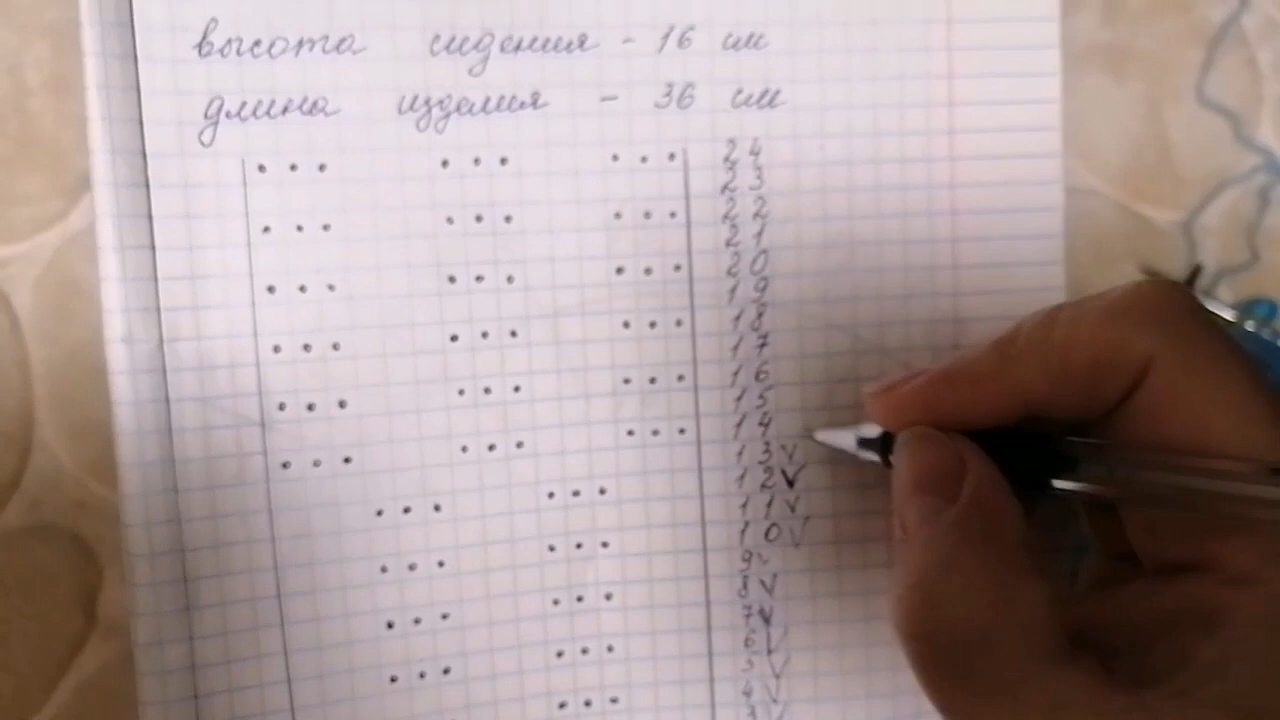 высота сидения - 16 см
длина изделия - 36 см
24
23
22
21
20
19
18
17
16
15
14
13 V
12 V
11 V
10 V
9 V
8 V
7 V
6 V
5 V
4 V